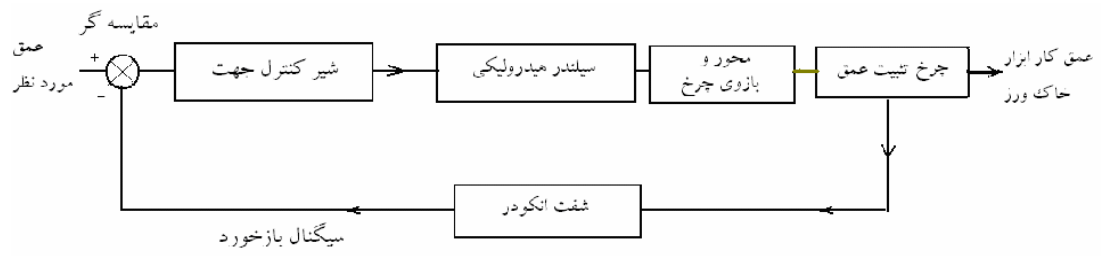 مقایسه گر
عمق
مورد نظر
+
−
شیر کنترل جهت
سیلندر هیدرولیکی
محور و
بازوی چرخ
چرخ تثبیت عمق
عمق کار ابزار
خاک ورز
شفت انکودر
سیگنال بازخورد